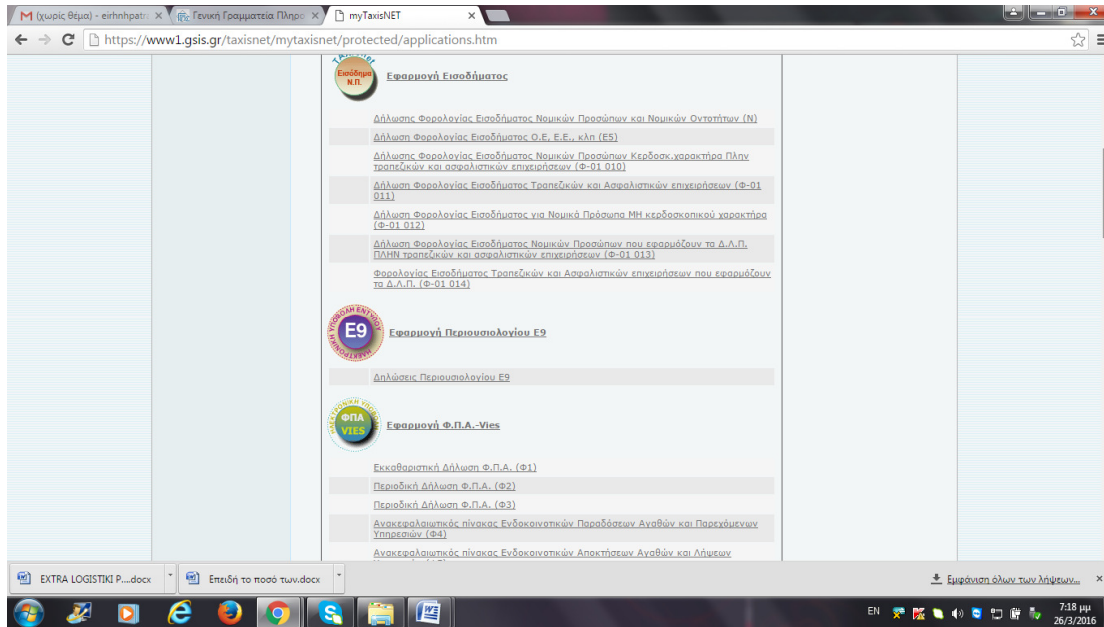 M (χωρίς θέμα) - eirhnhpatr
Γενική Γραμματεία Πληρο
myTaxisNET
https://www1.gsis.gr/taxisnet/mytaxisnet/protected/applications.htm
Εισόδημα
Ν.Π.
Εφαρμογή Εισοδήματος
Δήλωσης Φορολογίας Εισοδήματος Νομικών Προσώπων και Νομικών Οντοτήτων (Ν)
Δήλωση Φορολογίας Εισοδήματος Ο.Ε, Ε.Ε., κλπ (Ε5)
Δήλωσης Φορολογίας Εισοδήματος Νομικών Προσώπων Κερδοσκ.χαρακτήρα Πλην
τραπεζικών και ασφαλιστικών επιχειρήσεων (Φ-01 010)
Δήλωση Φορολογίας Εισοδήματος Τραπεζικών και Ασφαλιστικών επιχειρήσεων (Φ-01
011)
Δήλωση Φορολογίας Εισοδήματος για Νομικά Πρόσωπα ΜΗ κερδοσκοπικού χαρακτήρα
(Φ-01 012)
Δήλωση Φορολογίας Εισοδήματος Νομικών Προσώπων που εφαρμόζουν τα Δ.Λ.Π.
ΠΛΗΝ τραπεζικών και ασφαλιστικών επιχειρήσεων (Φ-01 013)
Φορολογίας Εισοδήματος Τραπεζικών και Ασφαλιστικών επιχειρήσεων που εφαρμόζουν
τα Δ.Λ.Π. (Φ-01 014)
ΗΛΕΚΤΡΟΝΙΚΗ ΥΠΟΒΟΛΗ ΕΝΤΥΠΟΥ
E9
Εφαρμογή Περιουσιολογίου Ε9
Δηλώσεις Περιουσιολογίου Ε9
ΦΠΑ
VIES
Εφαρμογή Φ.Π.Α.-Vies
Εκκαθαριστική Δήλωση Φ.Π.Α. (Φ1)
Περιοδική Δήλωση Φ.Π.Α. (Φ2)
Περιοδική Δήλωση Φ.Π.Α. (Φ3)
Ανακεφαλαιωτικός πίνακας Ενδοκοινοτικών Παραδόσεων Αγαθών και Παρεχόμενων
Υπηρεσιών (Φ4)
Ανακεφαλαιωτικός πίνακας Ενδοκοινοτικών Αποκτήσεων Αγαθών και Λήψεων
EXTRA LOGISTIKI P....docx
Επειδή το ποσό των.docx
Εμφάνιση όλων των λήψεων...
EN
7:18 μμ
26/3/2016